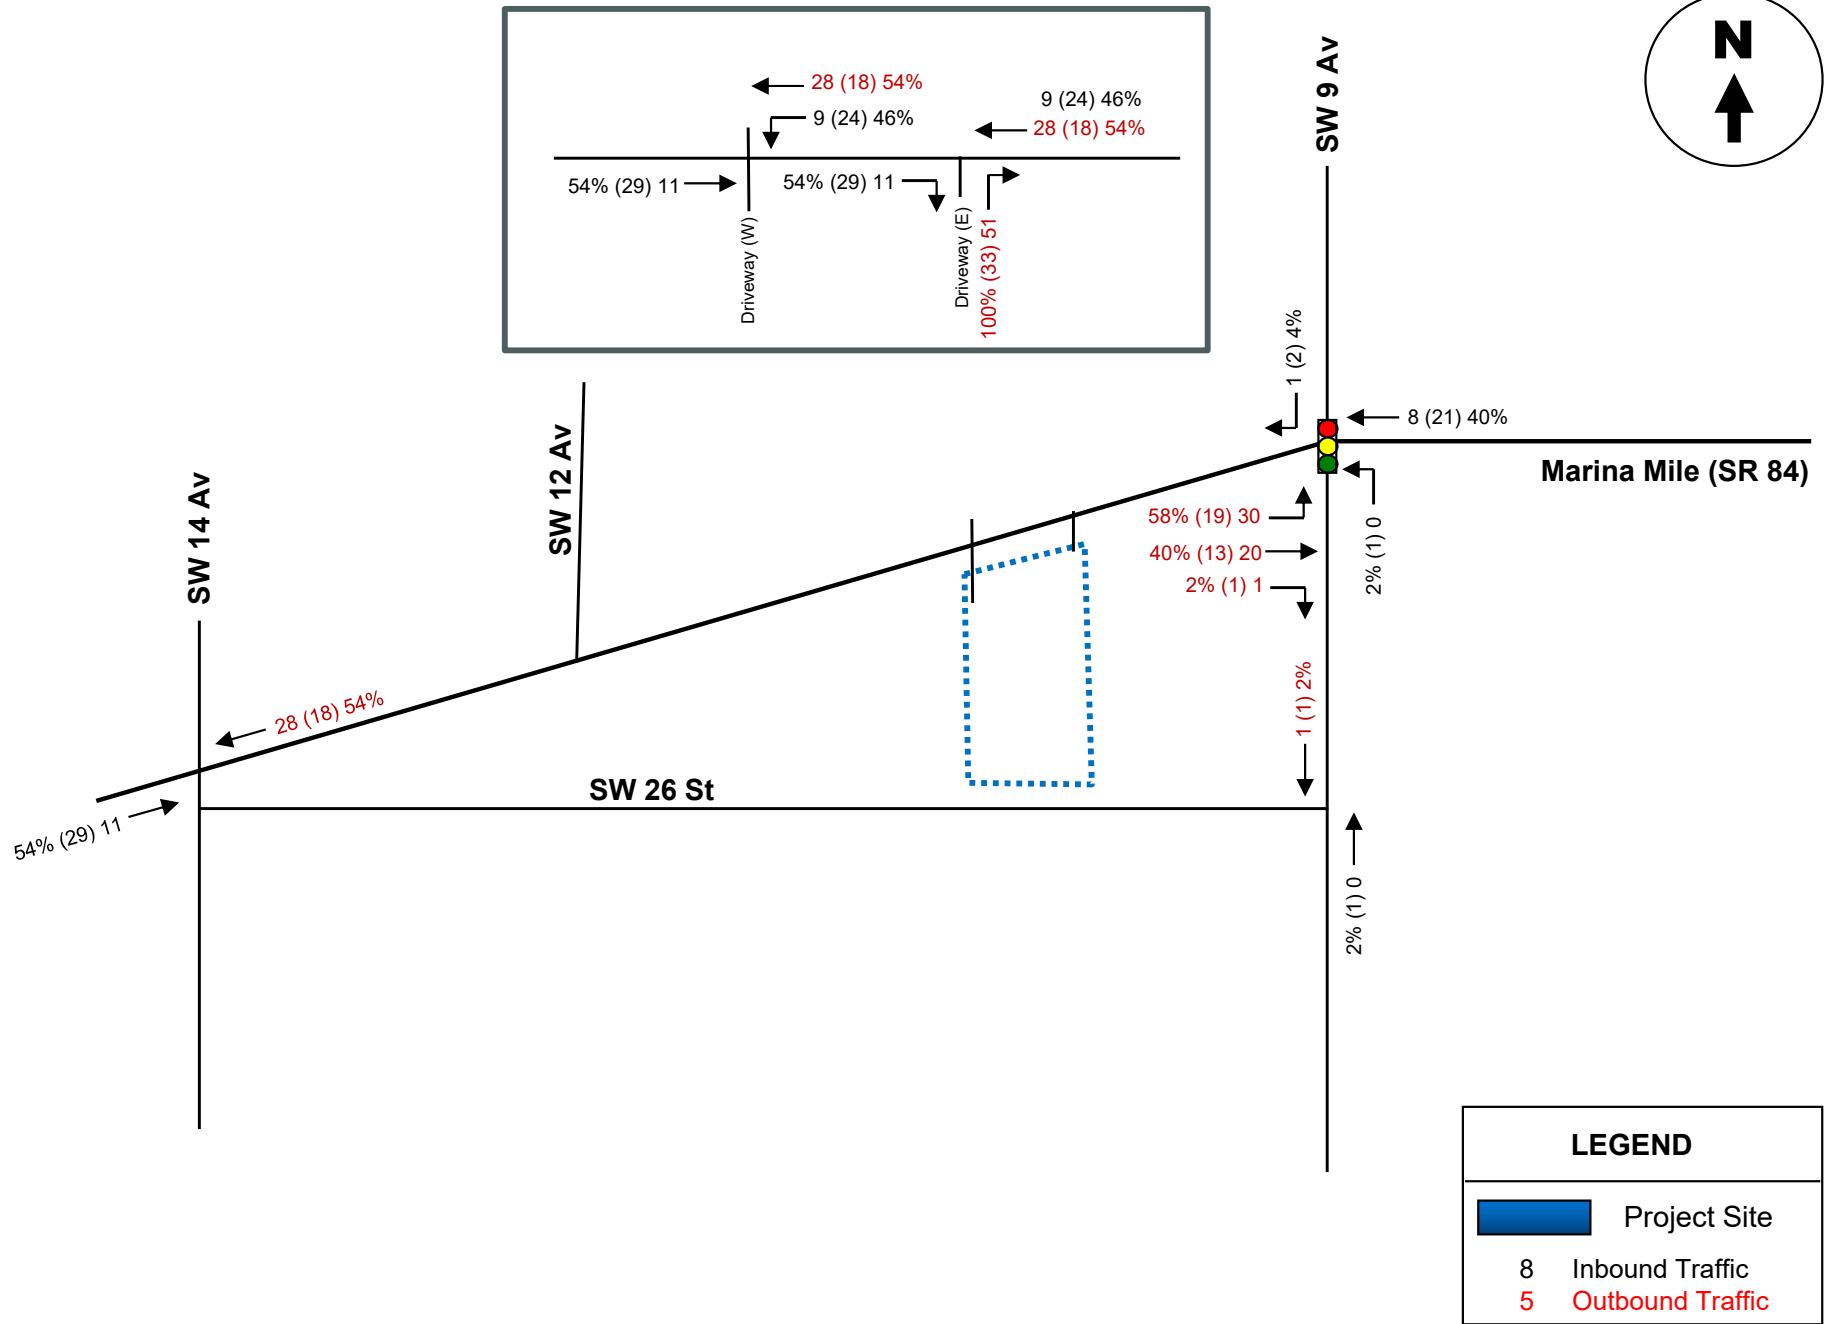 N
SW 9 Av
28 (18) 54%
9 (24) 46%
9 (24) 46%
28 (18) 54%
54% (29) 11
54% (29) 11
Driveway (W)
Driveway (E)
100% (33) 51
1 (2) 4%
8 (21) 40%
Marina Mile (SR 84)
SW 12 Av
SW 14 Av
58% (19) 30
40% (13) 20
2% (1) 1
2% (1) 0
28 (18) 54%
1 (1) 2%
SW 26 St
54% (29) 11
2% (1) 0
LEGEND
Project Site
8 Inbound Traffic
5 Outbound Traffic